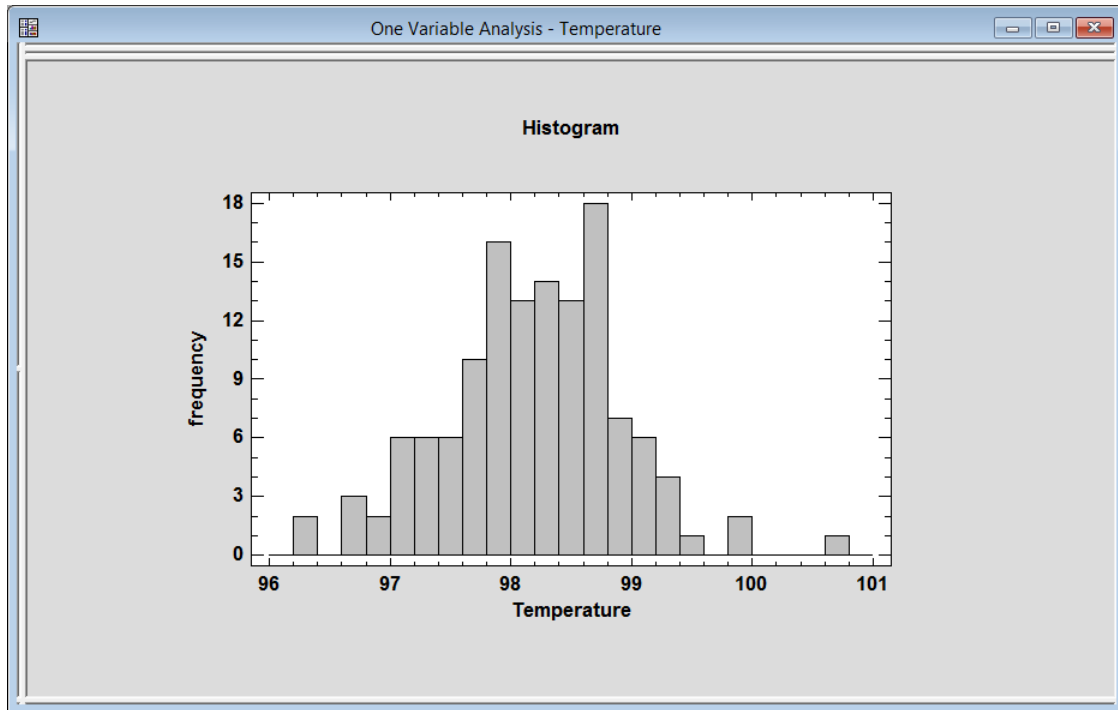 One Variable Analysis - Temperature
Histogram
18
15
12
9
6
3
0
frequency
96 97 98 99 100 101
Temperature